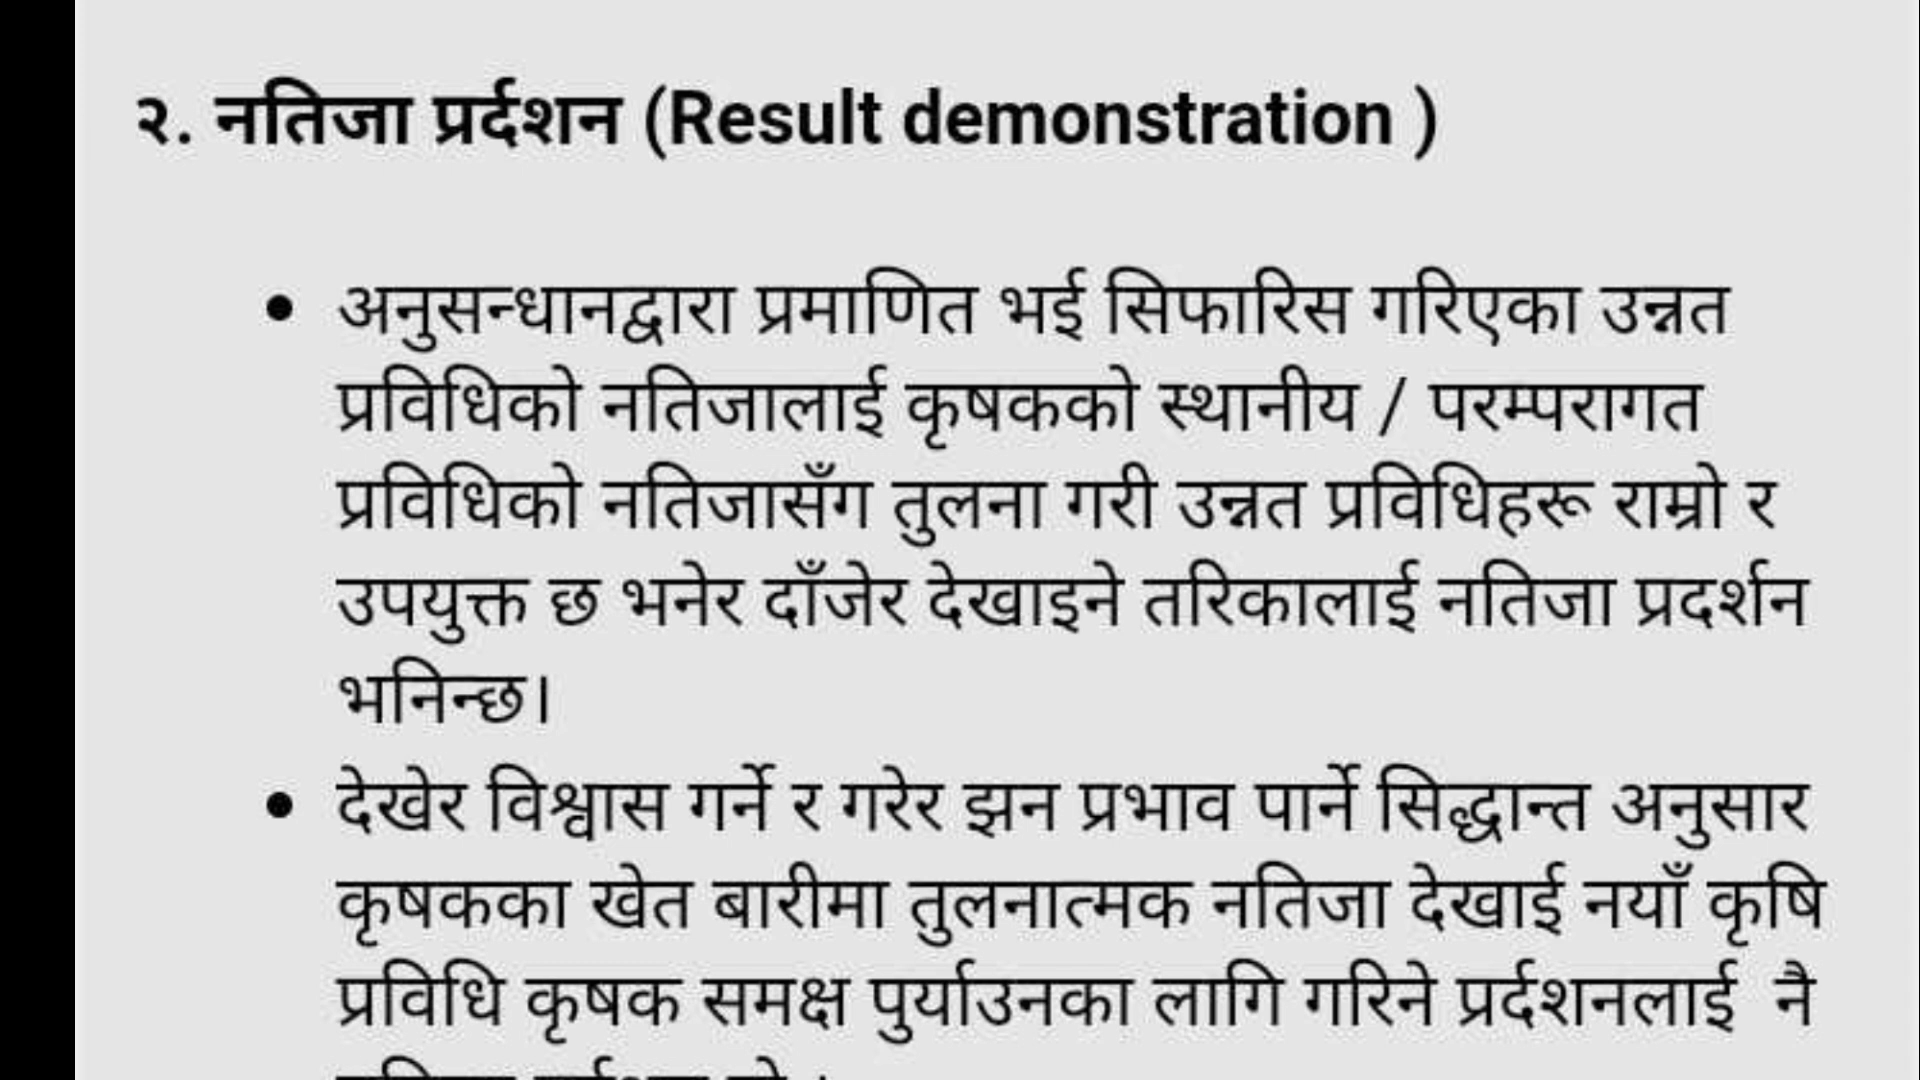 २. नतिजा प्रर्दशन (Result demonstration )
• अनुसन्धानद्वारा प्रमाणित भई सिफारिस गरिएका उन्नत
प्रविधिको नतिजालाई कृषकको स्थानीय / परम्परागत
प्रविधिको नतिजासँग तुलना गरी उन्नत प्रविधिहरू राम्रो र
उपयुक्त छ भनेर दाँजेर देखाइने तरिकालाई नतिजा प्रदर्शन
भनिन्छ।
• देखेर विश्वास गर्ने र गरेर झन प्रभाव पार्ने सिद्धान्त अनुसार
कृषकका खेत बारीमा तुलनात्मक नतिजा देखाई नयाँ कृषि
प्रविधि कृषक समक्ष पुर्याउनका लागि गरिने प्रर्दशनलाई नै